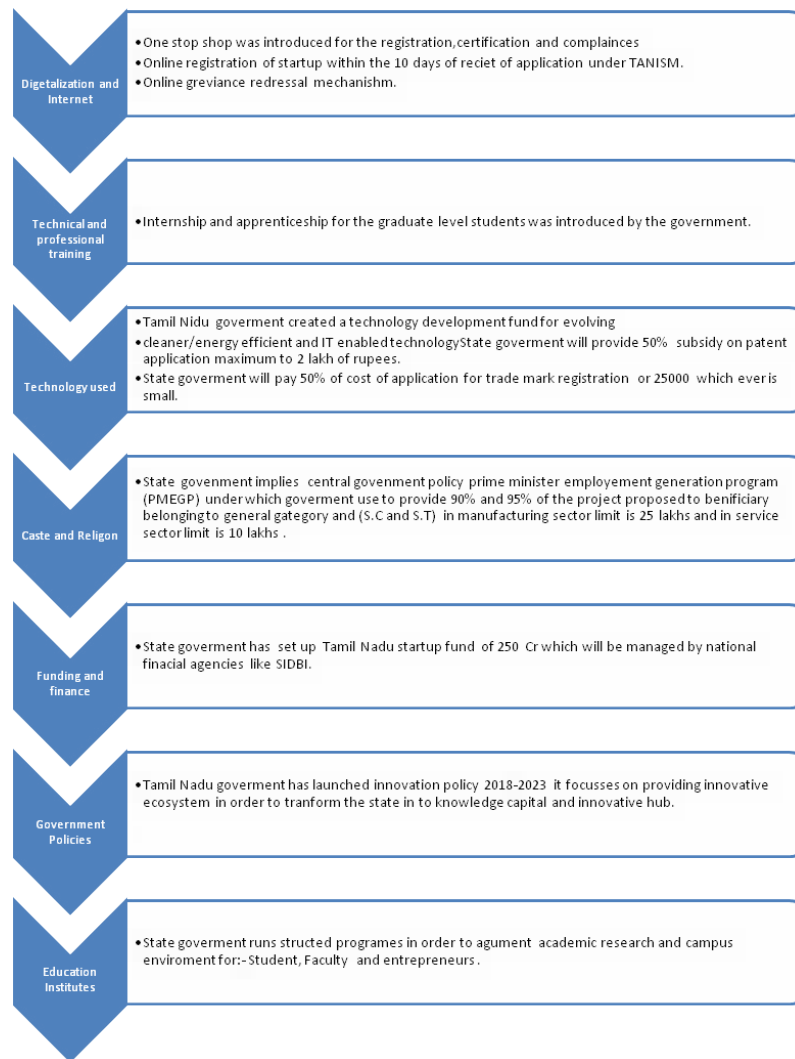 Digetalization and
Internet
•One stop shop was introduced for the registration,certification and complainces
•Online registration of startup within the 10 days of reciet of application under TANISM.
•Online greviance redressal mechanishm.
Technical and
professional
training
•Internship and apprenticeship for the graduate level students was introduced by the government.
Technology used
•Tamil Nidu goverment created a technology development fund for evolving
•cleaner/energy efficient and IT enabled technologyState goverment will provide 50% subsidy on patent
application maximum to 2 lakh of rupees.
•State goverment will pay 50% of cost of application for trade mark registration or 25000 which ever is
small.
Caste and Religon
•State govenment implies central govenment policy prime minister employement generation program
(PMEGP) under which goverment use to provide 90% and 95% of the project proposed to benificiary
belonging to general gategory and (S.C and S.T) in manufacturing sector limit is 25 lakhs and in service
sector limit is 10 lakhs .
Funding and
finance
•State goverment has set up Tamil Nadu startup fund of 250 Cr which will be managed by national
finacial agencies like SIDBI.
Government
Policies
•Tamil Nadu goverment has launched innovation policy 2018-2023 it focusses on providing innovative
ecosystem in order to tranform the state in to knowledge capital and innovative hub.
Education
Institutes
•State goverment runs structed programes in order to agument academic research and campus
enviroment for:- Student, Faculty and entrepreneurs .